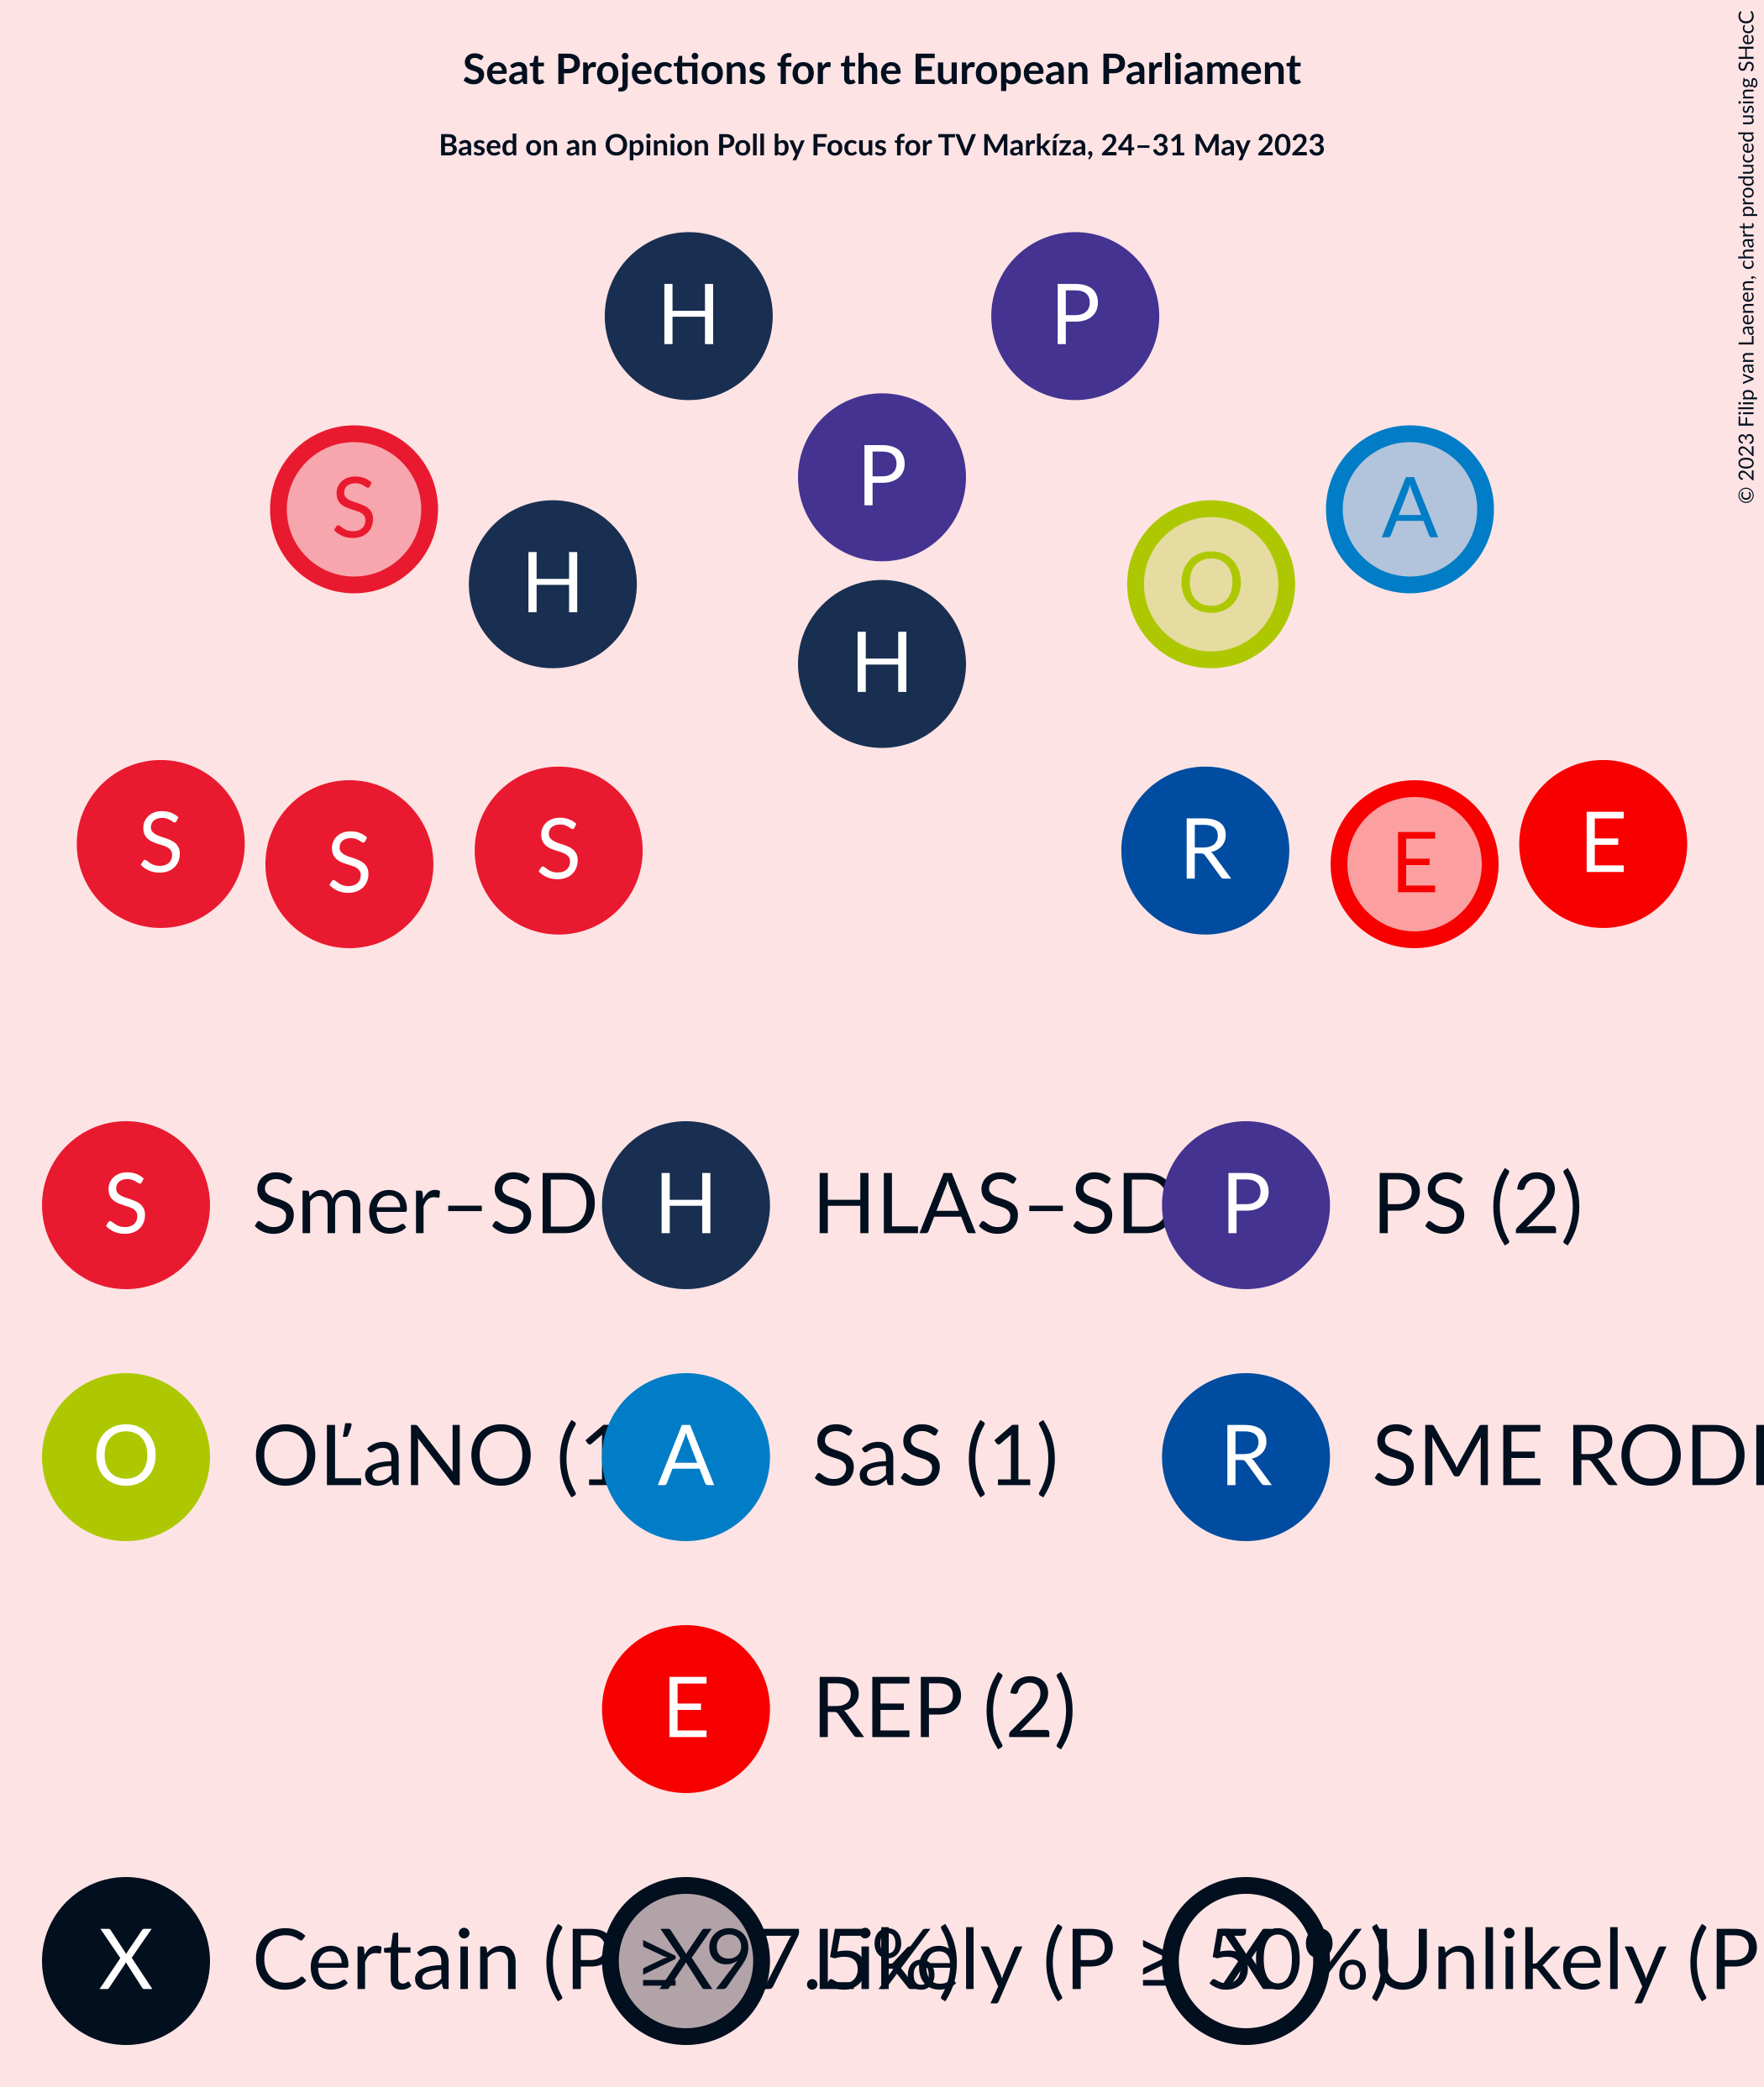 Seat Projections for the European Parliament
Based on an Opinion Poll by Focus for TV Markíza, 24–31 May 2023
© 2023 Filip van Laenen, chart produced using SHecC
H P
P
S A
H O
H
S S S R E E
S Smer–SD H HLAS–SD P PS (2)
O OĽaNO (1 A SaS (1) R SME
E REP (2)
X Certain (P ≥ 97.5%) X Likely (P ≥ 50%) X Unlikely (P